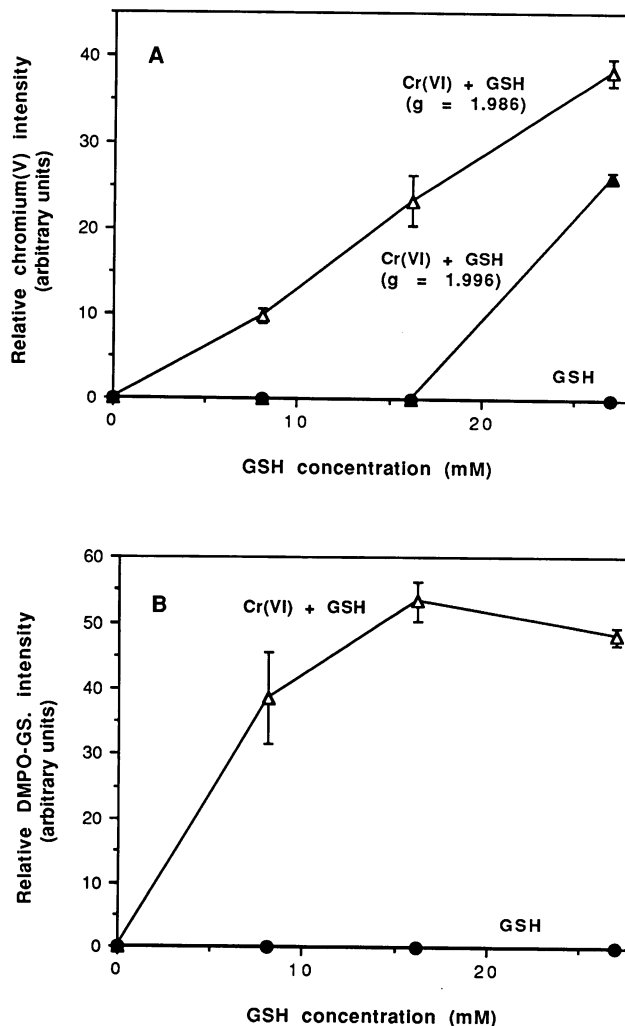 A
Relative chromium(V) intensity
(arbitrary units)
40
30
20
10
0
Cr(VI) + GSH
(g = 1.986)
Cr(VI) + GSH
(g = 1.996)
GSH
0
10
20
GSH concentration (mM)
B
Relative DMPO-GS. intensity
(arbitrary units)
60
50
40
30
20
10
0
Cr(VI) + GSH
GSH
0
10
20
GSH concentration (mM)